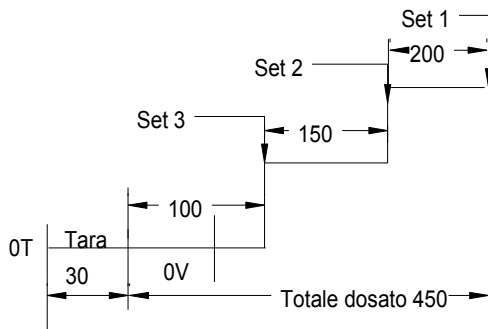 Set 1
200
Set 2
150
Set 3
100
0T Tara
30 0V Totale dosato 450